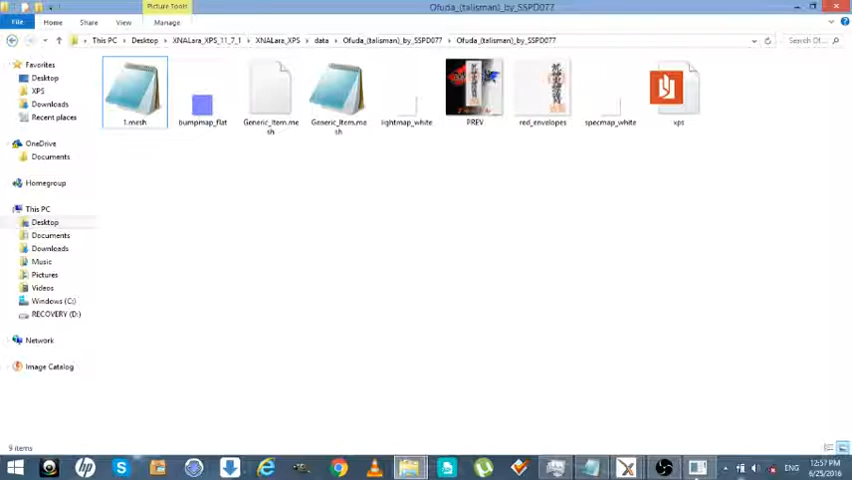 Picture Tools
Ofuda_(talisman)_by_SSPD077
File
Home
Share
View
Manage
This PC
Desktop
XNALara_XPS_11_7_1
XNALara_XPS
data
Ofuda_(talisman)_by_SSPD077
Ofuda_(talisman)_by_SSPD077
Search Of...
Favorites
Desktop
XPS
Downloads
Recent places
OneDrive
Documents
Homegroup
This PC
Desktop
Documents
Downloads
Music
Pictures
Videos
Windows (C:)
RECOVERY (D:)
Network
Image Catalog
1.mesh
bumpmap_flat
Generic_Item.me
sh
Generic_Item.me
sh
lightmap_white
PREV
red_envelopes
specmap_white
xps
9 items
hp
ENG
12:57 PM
6/25/2016